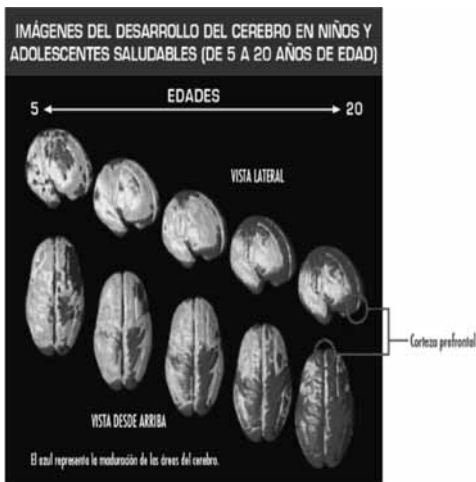 IMÁGENES DEL DESARROLLO DEL CEREBRO EN NIÑOS Y
ADOLESCENTES SALUDABLES (DE 5 A 20 AÑOS DE EDAD)
EDADES
5 20
VISTA LATERAL
Corteza prefrontal
VISTA DESDE ARRIBA
El azul representa la maduración de las áreas del cerebro.